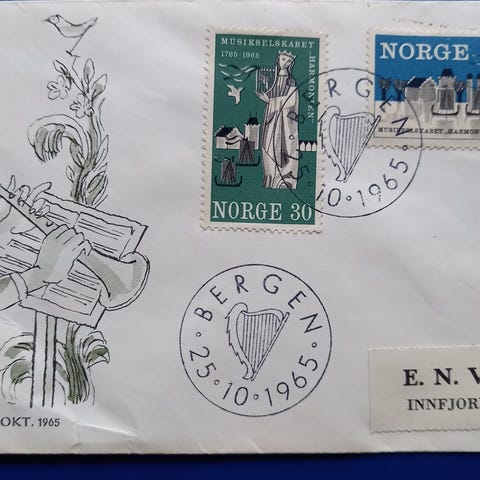 MUSIKSELSKABET
1765-1965
"HARMONIEN"
NORGE 30
NORGE
MUSIKSELSKABET „HARMON
BERGEN
25·10·1965
BERGEN
25·10·1965
E. N. V
INNFJOR
OKT. 1965